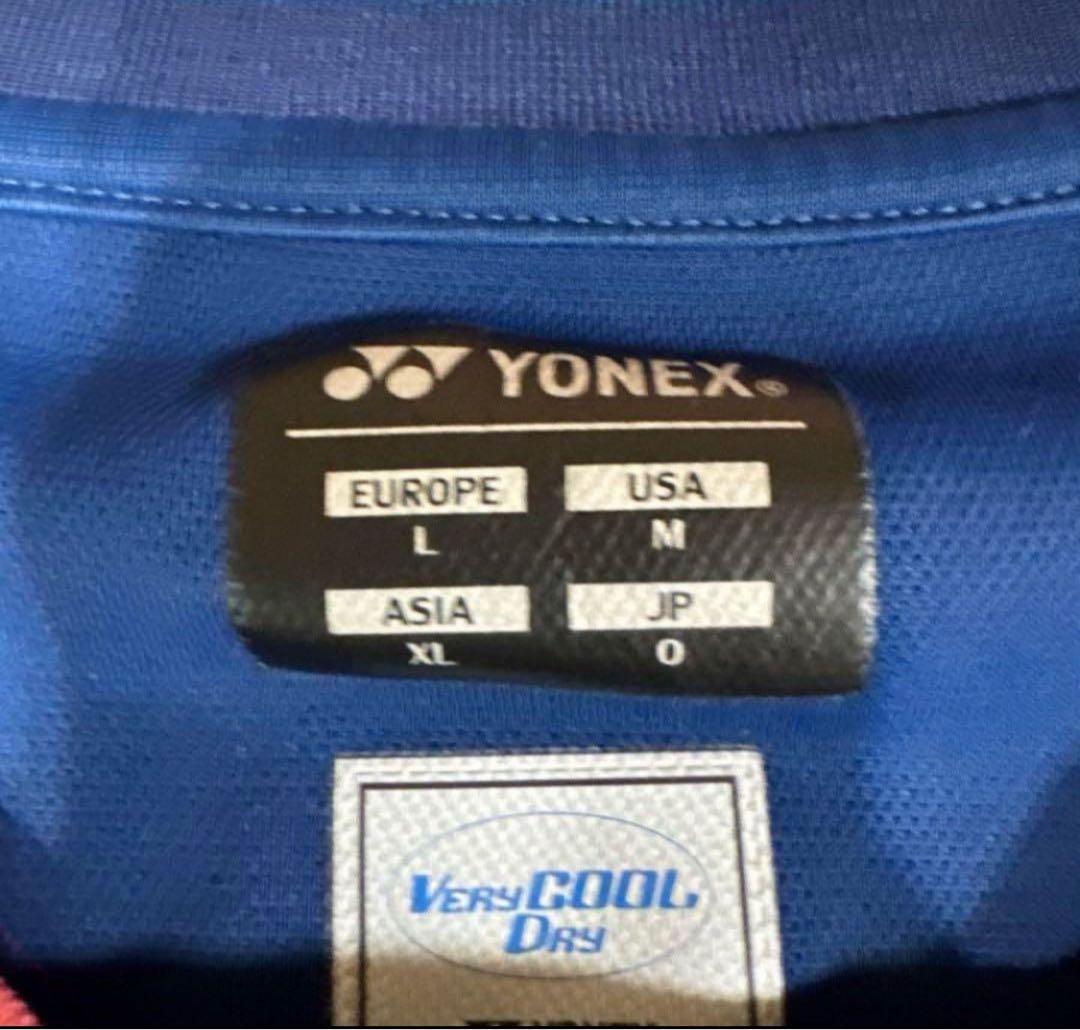 YONEX®
EUROPE USA
L M
ASIA JP
XL O
VERY COOL
DRY